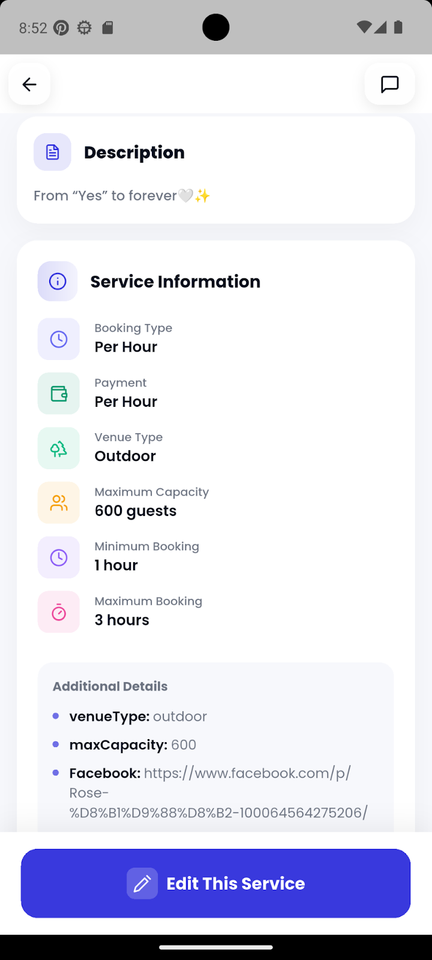 8:52
Description
From “Yes” to forever🤍✨
Service Information
Booking Type
Per Hour
Payment
Per Hour
Venue Type
Outdoor
Maximum Capacity
600 guests
Minimum Booking
1 hour
Maximum Booking
3 hours
Additional Details
venueType: outdoor
maxCapacity: 600
Facebook: https://www.facebook.com/p/
Rose-
%D8%B1%D9%88%D8%B2-100064564275206/
Edit This Service